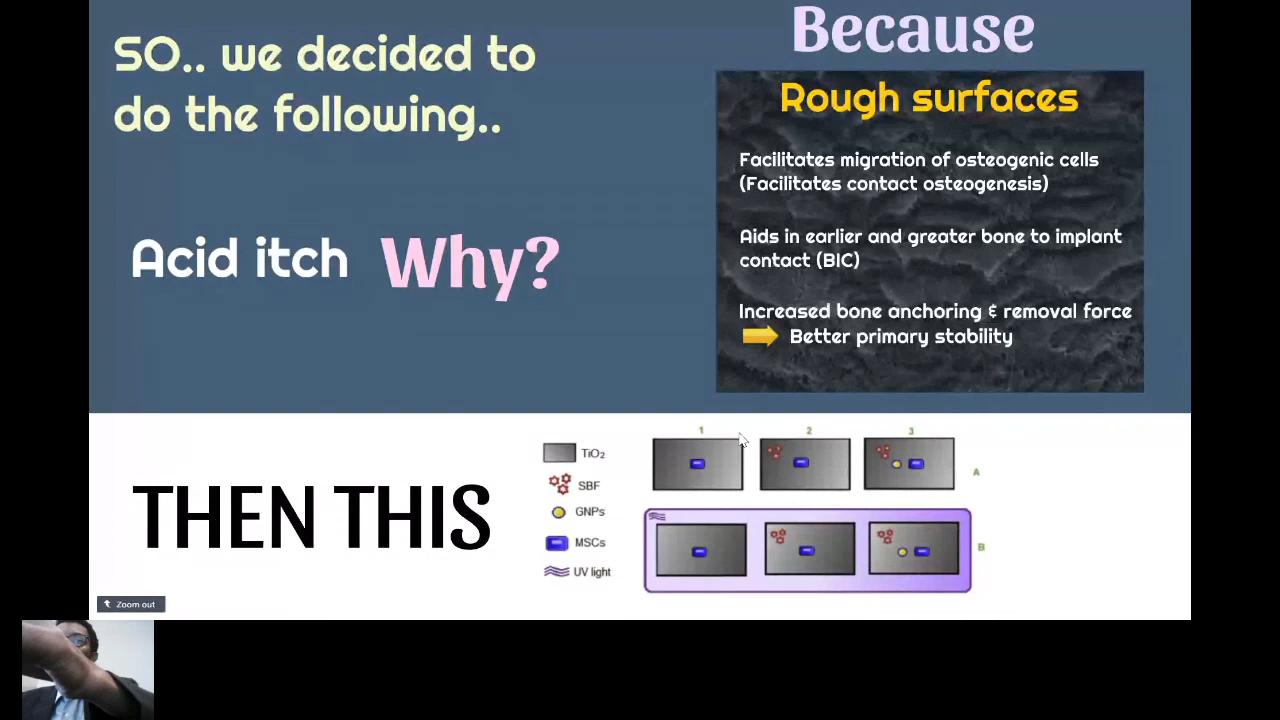 SO.. we decided to
do the following..
Acid itch Why?
Because
Rough surfaces
Facilitates migration of osteogenic cells
(Facilitates contact osteogenesis)
Aids in earlier and greater bone to implant
contact (BIC)
Increased bone anchoring & removal force
Better primary stability
THEN THIS
TiO₂
SBF
GNPs
MSCs
UV light
1 2 3
A
B
Zoom out